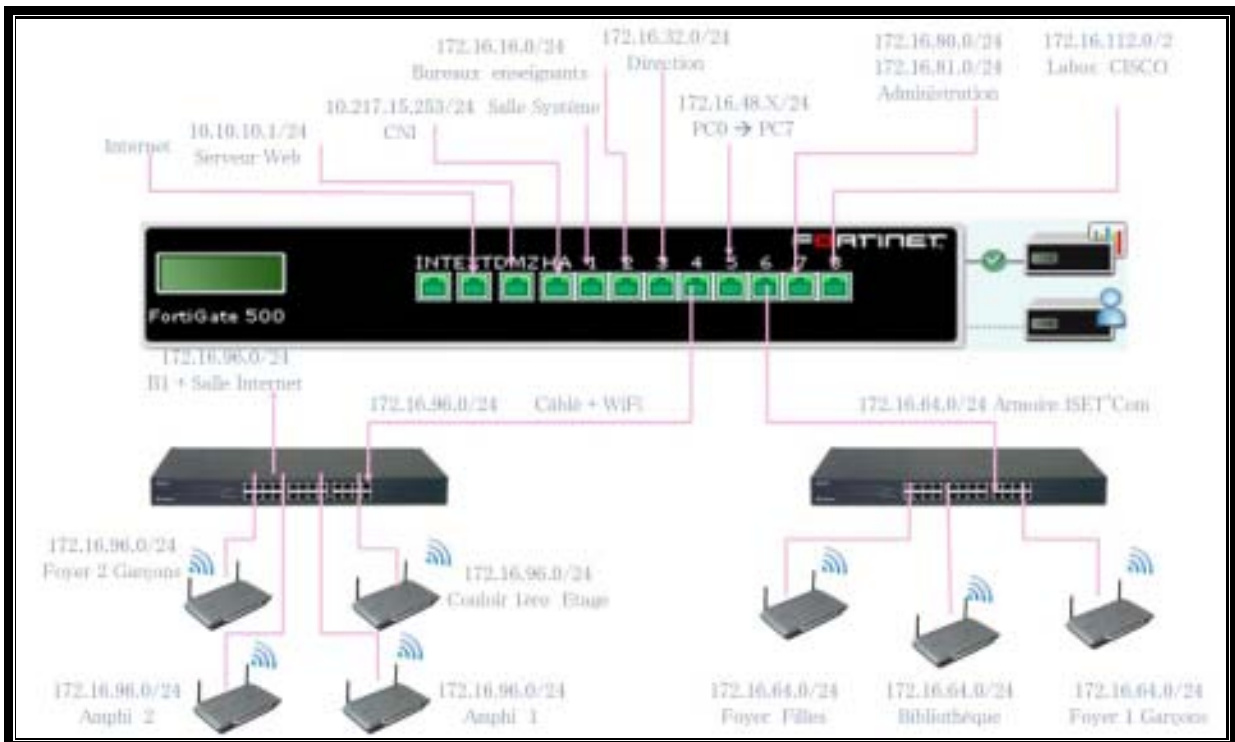 172.16.16.0/24
Bureaux enseignants
172.16.32.0/24
Direction
172.16.80.0/24
172.16.81.0/24
Administration
172.16.112.0/2
Labos CISCO
10.217.15.253/24 Salle Système
CNI
172.16.48.X/24
PC0 → PC7
Internet
10.10.10.1/24
Serveur Web
FORTINET
INT EXT DMZ HA 1 2 3 4 5 6 7 8
FortiGate 500
172.16.96.0/24
B1 + Salle Internet
172.16.96.0/24 Câblé + WiFi
172.16.64.0/24 Armoire ISET'Com
172.16.96.0/24
Foyer 2 Garçons
172.16.96.0/24
Couloir 1ère Etage
172.16.96.0/24
Amphi 2
172.16.96.0/24
Amphi 1
172.16.64.0/24
Foyer Filles
172.16.64.0/24
Bibliothèque
172.16.64.0/24
Foyer 1 Garçons